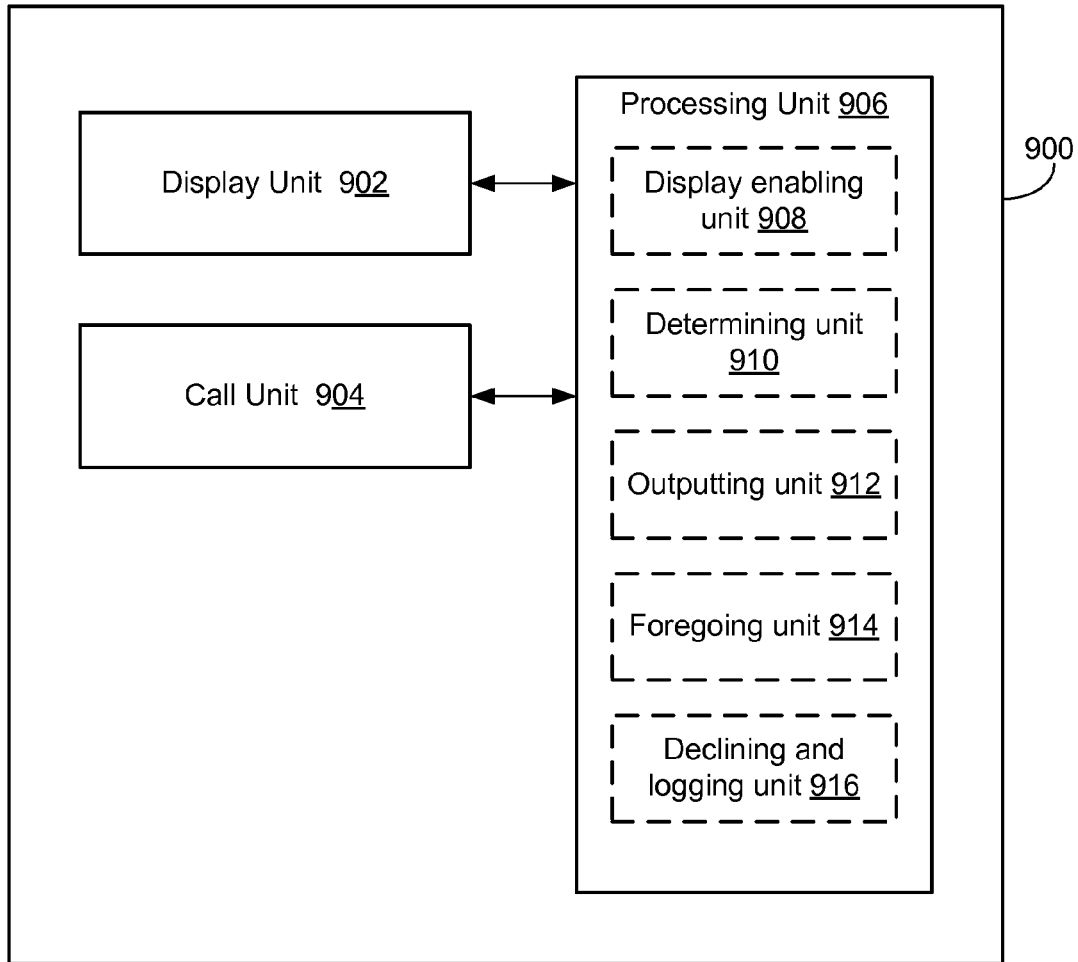 Processing Unit 906
Display Unit 902
Display enabling
unit 908
900
Determining unit
910
Call Unit 904
Outputting unit 912
Foregoing unit 914
Declining and
logging unit 916